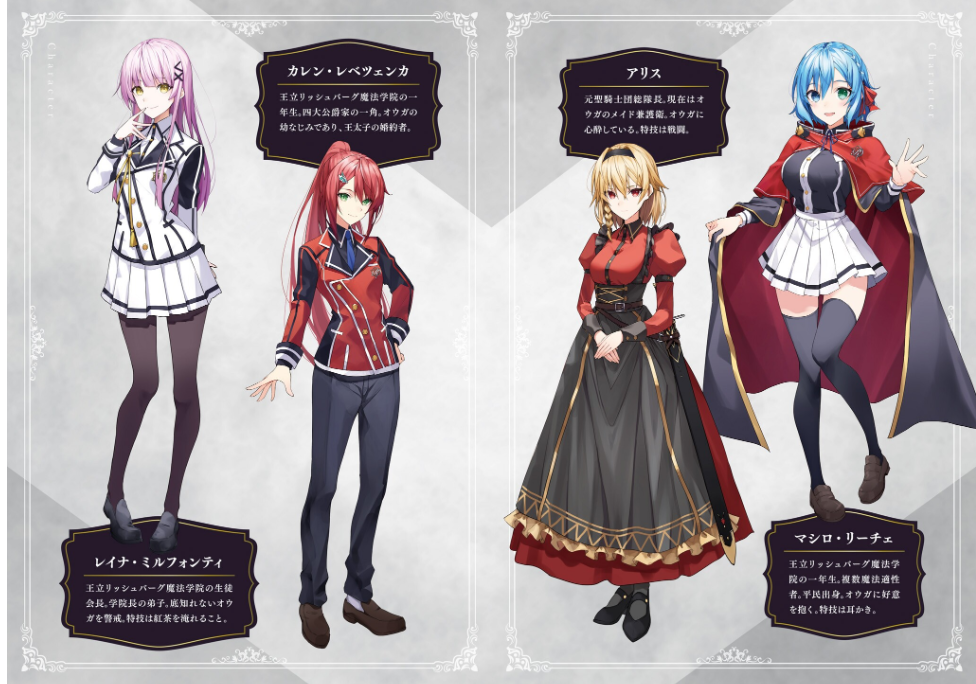 Character
カレン・レベツェンカ
王立リッシュバーグ魔法学院の一
年生。四大公爵家の一角。オウガの
幼なじみであり、王太子の婚約者。
レイナ・ミルフォンティ
王立リッシュバーグ魔法学院の生徒
会長。学院長の弟子。底知れないオウ
ガを警戒。特技は紅茶を淹れること。
アリス
元聖騎士団総隊長。現在はオ
ウガのメイド兼護衛。オウガに
心酔している。特技は戦闘。
マシロ・リーチェ
王立リッシュバーグ魔法学
院の一年生。複数魔法適性
者。平民出身。オウガに好意
を抱く。特技は耳かき。
Character